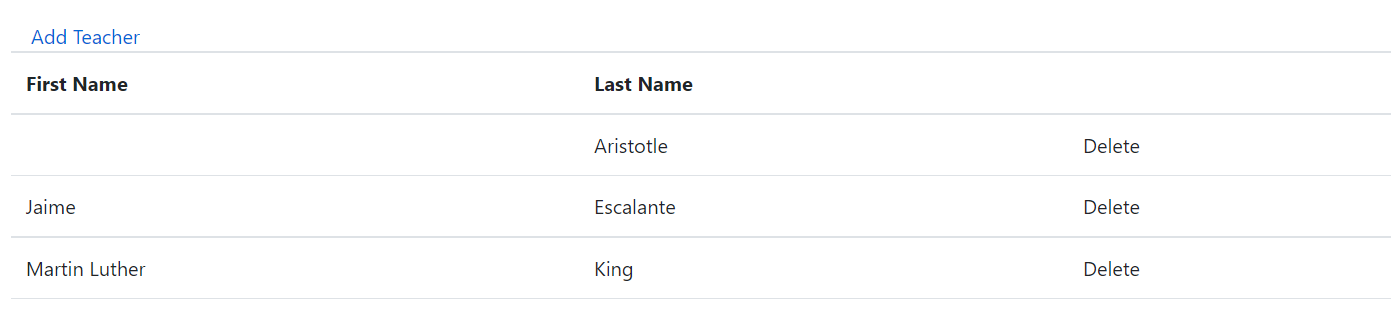 Add Teacher
First Name Last Name
Aristotle Delete
Jaime Escalante Delete
Martin Luther King Delete